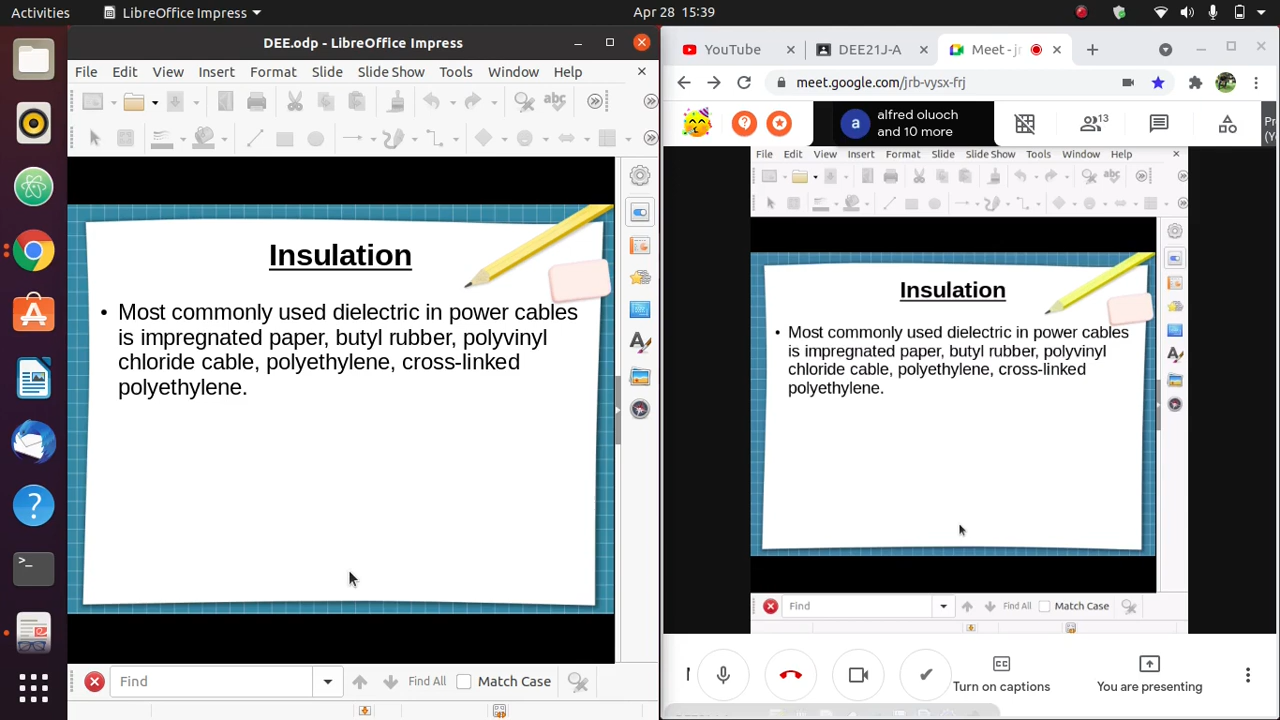 Activities
LibreOffice Impress
Apr 28 15:39
DEE.odp - LibreOffice Impress
File Edit View Insert Format Slide Slide Show Tools Window Help
Insulation
• Most commonly used dielectric in power cables
is impregnated paper, butyl rubber, polyvinyl
chloride cable, polyethylene, cross-linked
polyethylene.
Find
Find All
Match Case
YouTube
DEE21J-A
Meet - jr
meet.google.com/jrb-vysx-frj
a
alfred oluoch
and 10 more
13
File Edit View Insert Format Slide Slide Show Tools Window Help
Insulation
• Most commonly used dielectric in power cables
is impregnated paper, butyl rubber, polyvinyl
chloride cable, polyethylene, cross-linked
polyethylene.
Find
Find All
Match Case
Turn on captions
You are presenting